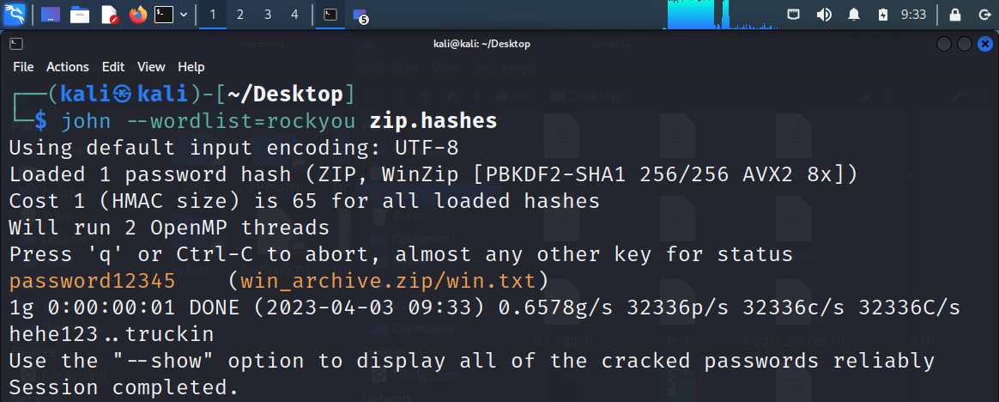 1 2 3 4 5 9:33
kali@kali: ~/Desktop
File Actions Edit View Help
┌──(kali㉿kali)-[~/Desktop]
└─$ john --wordlist=rockyou zip.hashes
Using default input encoding: UTF-8
Loaded 1 password hash (ZIP, WinZip [PBKDF2-SHA1 256/256 AVX2 8x])
Cost 1 (HMAC size) is 65 for all loaded hashes
Will run 2 OpenMP threads
Press 'q' or Ctrl-C to abort, almost any other key for status
password12345    (win_archive.zip/win.txt)
1g 0:00:00:01 DONE (2023-04-03 09:33) 0.6578g/s 32336p/s 32336c/s 32336C/s
hehe123..truckin
Use the "--show" option to display all of the cracked passwords reliably
Session completed.